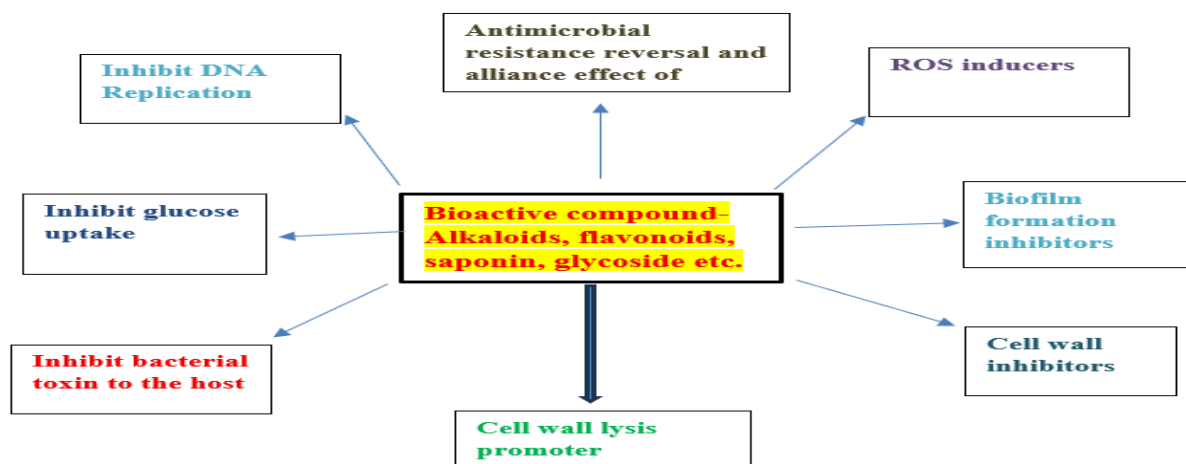 Antimicrobial
resistance reversal and
alliance effect of
Inhibit DNA
Replication
ROS inducers
Inhibit glucose
uptake
Bioactive compound-
Alkaloids, flavonoids,
saponin, glycoside etc.
Biofilm
formation
inhibitors
Inhibit bacterial
toxin to the host
Cell wall
inhibitors
Cell wall lysis
promoter